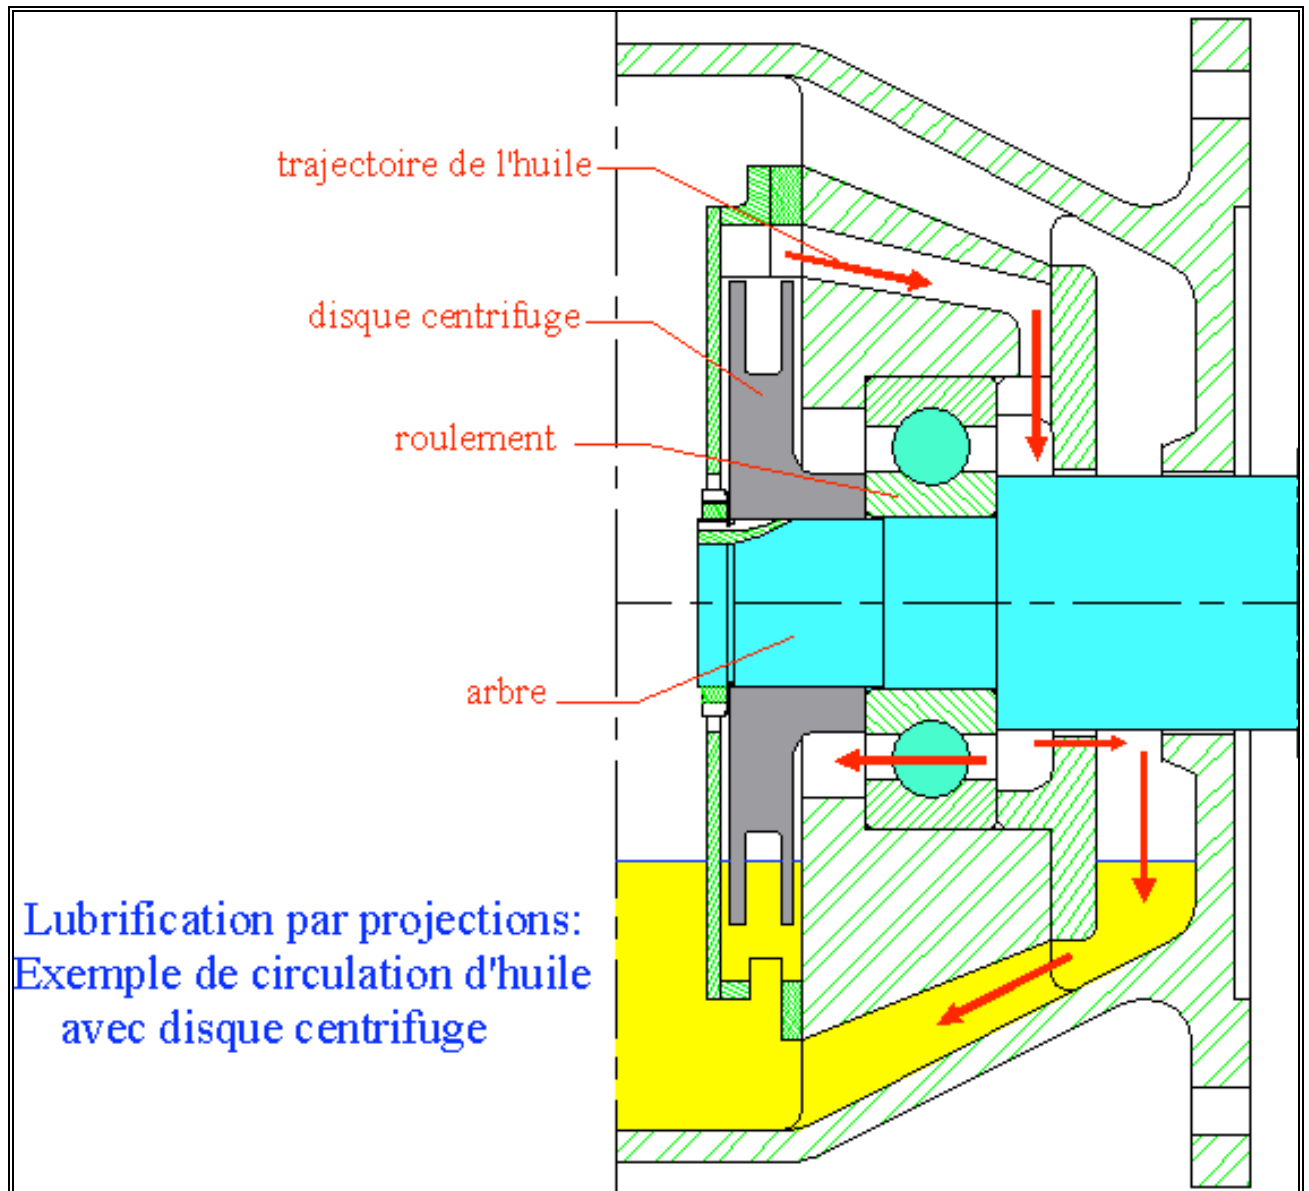 trajectoire de l'huile
disque centrifuge
roulement
arbre
Lubrification par projections:
Exemple de circulation d'huile
avec disque centrifuge